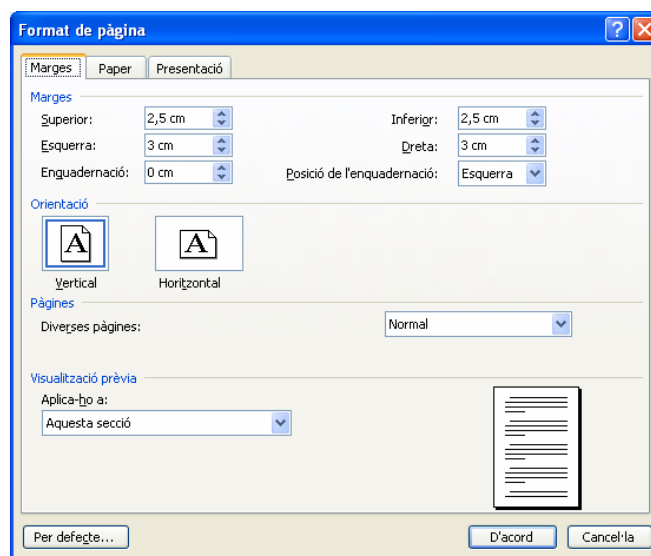 Format de pàgina
Marges Paper Presentació
Marges
Superior: 2,5 cm Inferior: 2,5 cm
Esquerra: 3 cm Dreta: 3 cm
Enquadernació: 0 cm Posició de l'enquadernació: Esquerra
Orientació
A A
Vertical Horitzontal
Pàgines
Diverses pàgines: Normal
Visualització prèvia
Aplica-ho a:
Aquesta secció
Per defecte... D'acord Cancel·la